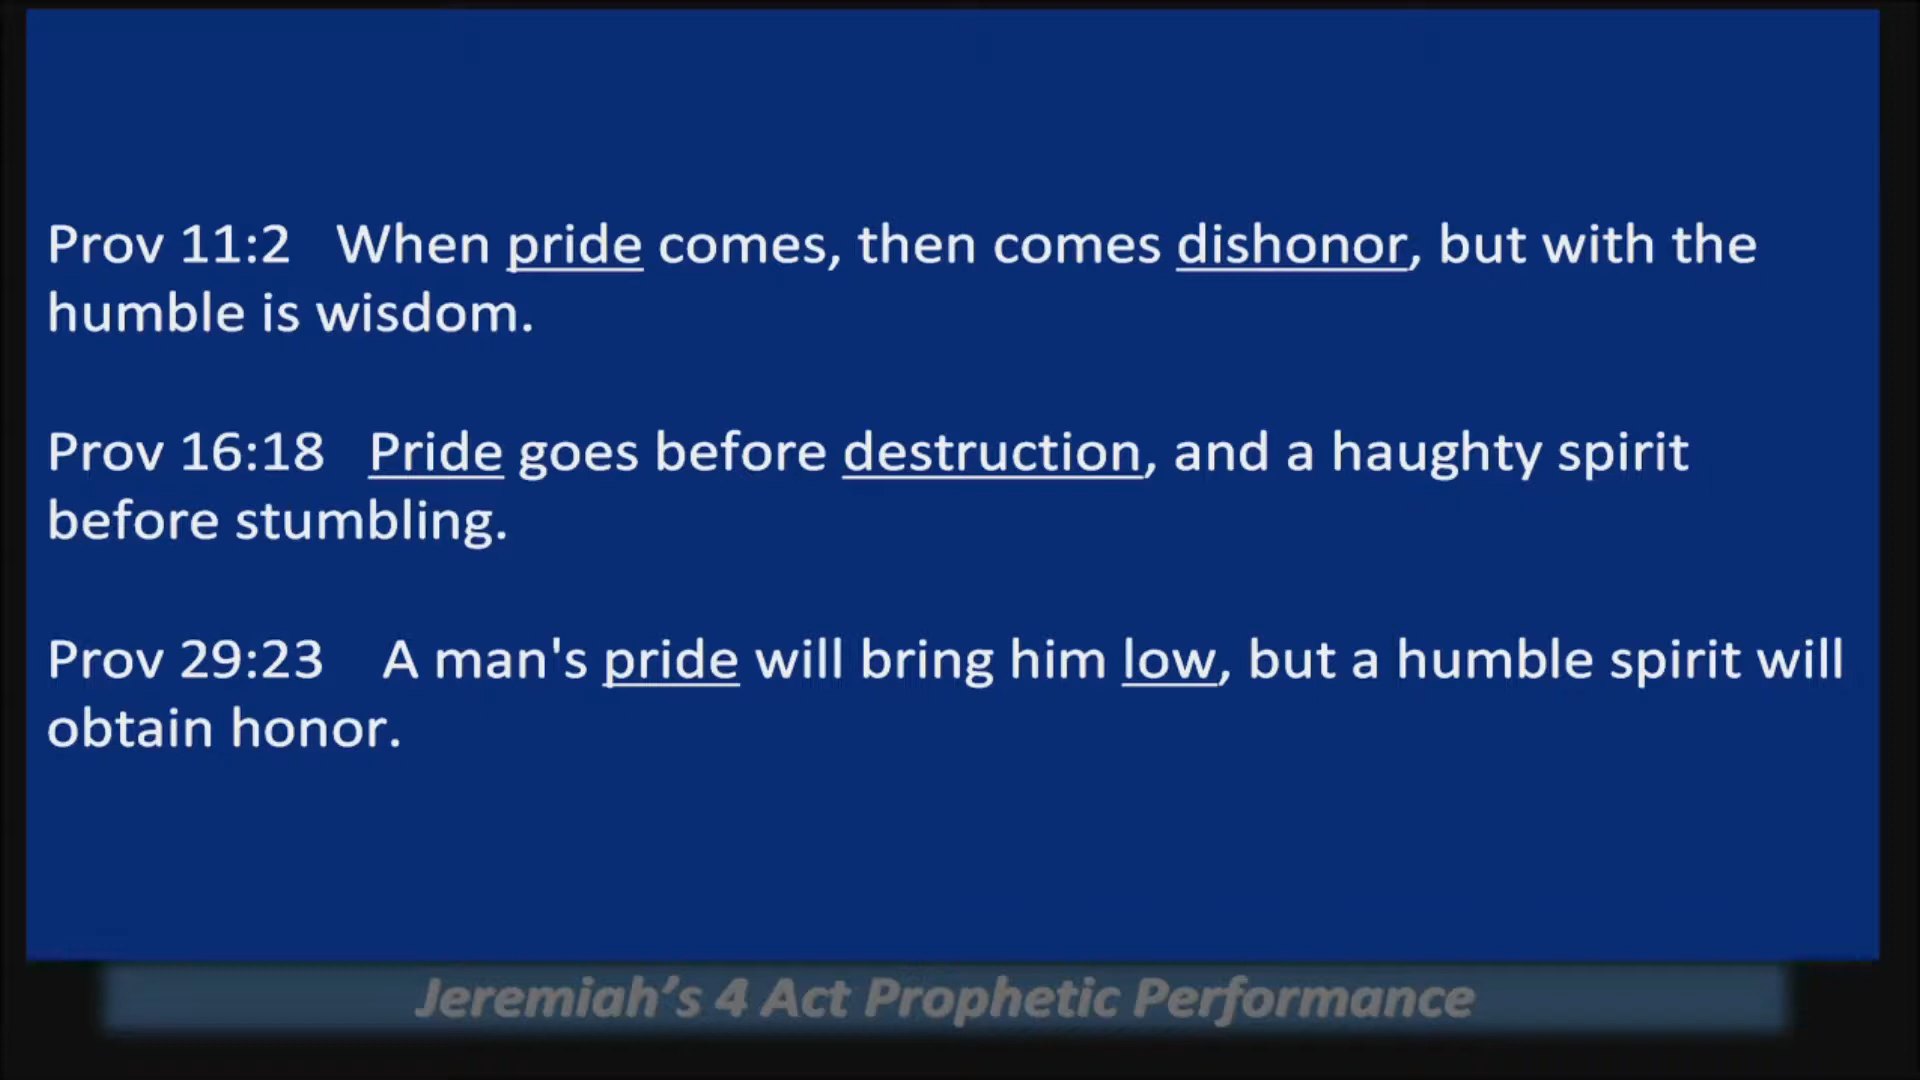 Prov 11:2 When pride comes, then comes dishonor, but with the
humble is wisdom.
Prov 16:18 Pride goes before destruction, and a haughty spirit
before stumbling.
Prov 29:23 A man's pride will bring him low, but a humble spirit will
obtain honor.
Jeremiah’s 4 Act Prophetic Performance